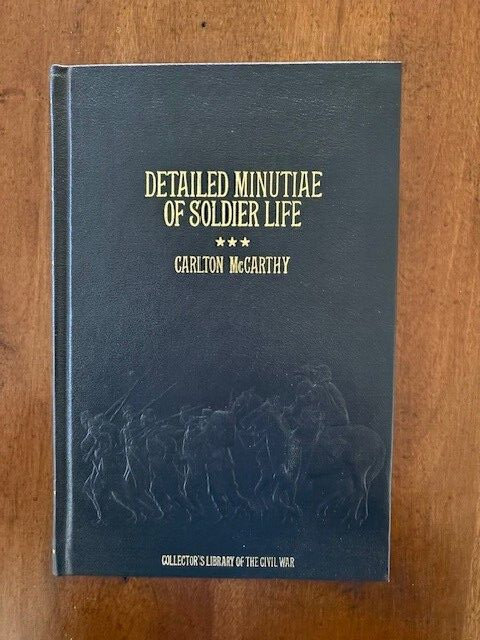 DETAILED MINUTIAE
OF SOLDIER LIFE
★★★
CARLTON McCARTHY
COLLECTOR'S LIBRARY OF THE CIVIL WAR